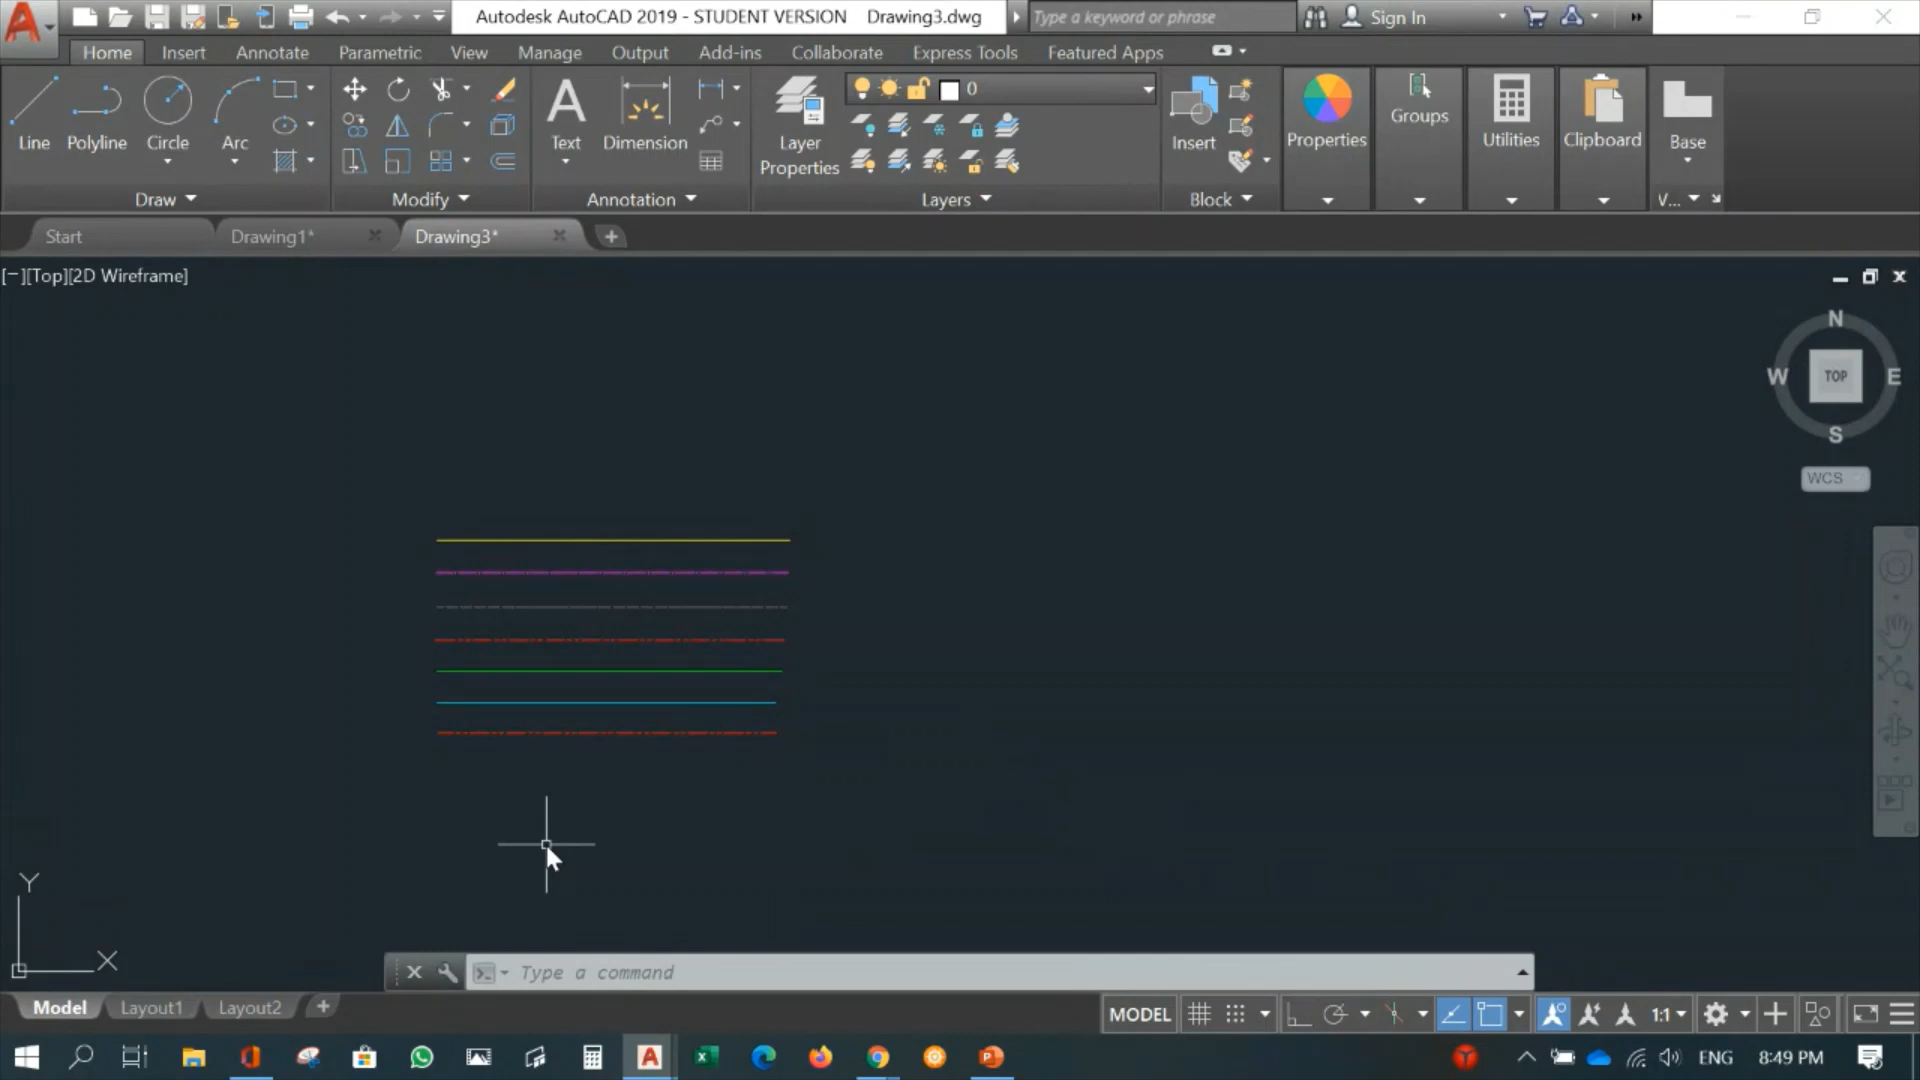 Autodesk AutoCAD 2019 - STUDENT VERSION Drawing3.dwg Type a keyword or phrase Sign In
Home Insert Annotate Parametric View Manage Output Add-ins Collaborate Express Tools Featured Apps
0
Line Polyline Circle Arc Text Dimension Layer Properties Insert Properties Groups Utilities Clipboard Base
Draw Modify Annotation Layers Block V...
Start Drawing1* Drawing3*
[−][Top][2D Wireframe]
N
W TOP E
S
WCS
Y
X
Type a command
Model Layout1 Layout2 MODEL 1:1
ENG 8:49 PM